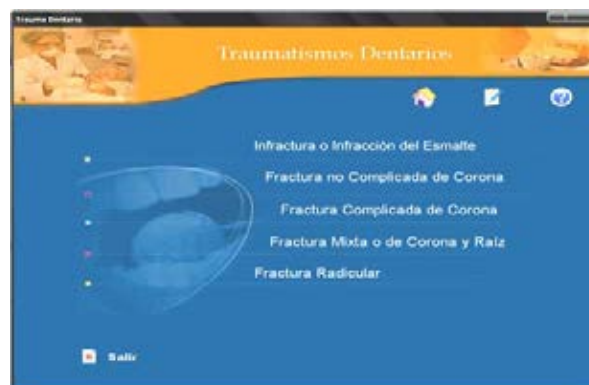 Trauma Dentario
Traumatismos Dentarios
Infractura o Infracción del Esmalte
Fractura no Complicada de Corona
Fractura Complicada de Corona
Fractura Mixta o de Corona y Raíz
Fractura Radicular
Salir